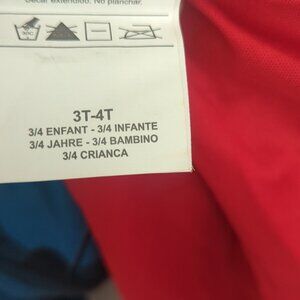 Secar extendido. No planchar.
30C
3T-4T
3/4 ENFANT - 3/4 INFANTE
3/4 JAHRE - 3/4 BAMBINO
3/4 CRIANCA